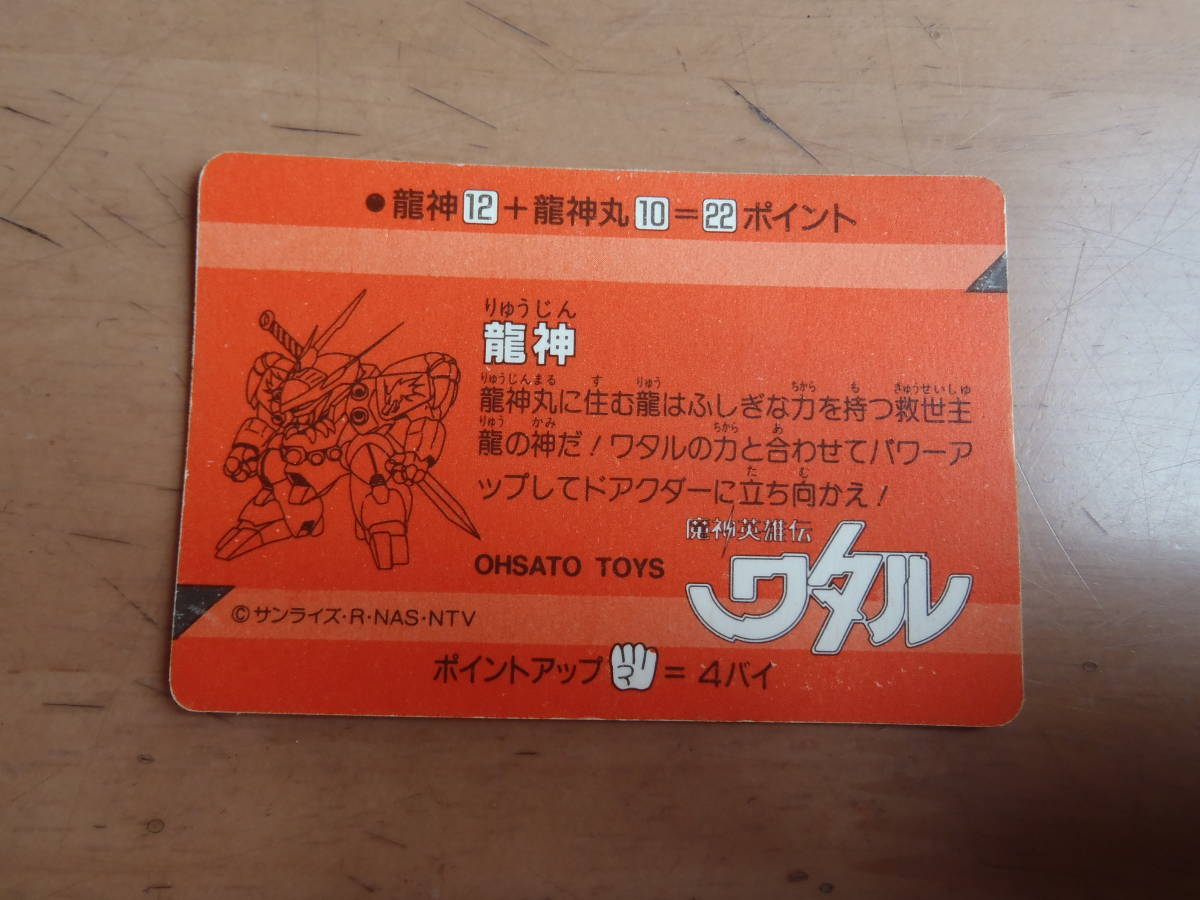 ●龍神12+龍神丸10=22ポイント
りゅうじん
龍神
りゅうじんまる す りゅう ちから も きゅうせいしゅ
龍神丸に住む龍はふしぎな力を持つ救世主
りゅう かみ ちから あ
龍の神だ!ワタルの力と合わせてパワーア
た む
ップしてドアクダーに立ち向かえ!
魔神英雄伝
ワタル
OHSATO TOYS
©サンライズ・R・NAS・NTV
ポイントアップ =4バイ